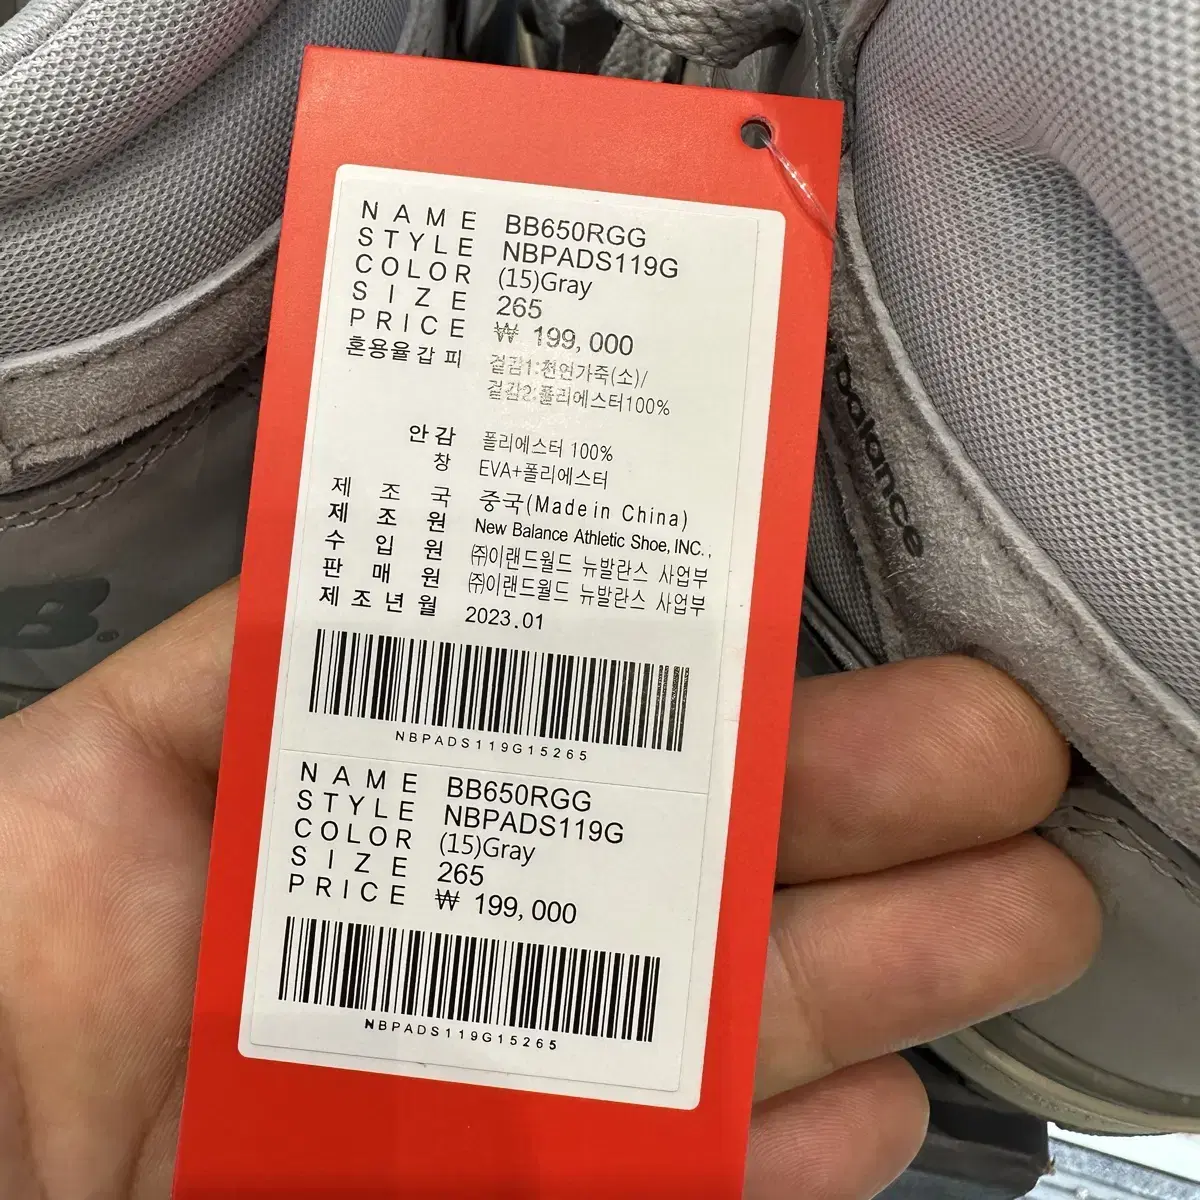 NAME BB650RGG
STYLE NBPADS119G
COLOR (15)Gray
SIZE 265
PRICE ₩ 199,000
혼용율갑피 겉감1:천연가죽(소)/
겉감2:폴리에스터100%
안감 폴리에스터 100%
창 EVA+폴리에스터
제조국 중국(Made in China)
제조원 New Balance Athletic Shoe, INC.,
수입원 ㈜이랜드월드 뉴발란스 사업부
판매원 ㈜이랜드월드 뉴발란스 사업부
제조년월 2023.01
NBPADS119G15265
NAME BB650RGG
STYLE NBPADS119G
COLOR (15)Gray
SIZE 265
PRICE ₩ 199,000
NBPADS119G15265
balance
B®